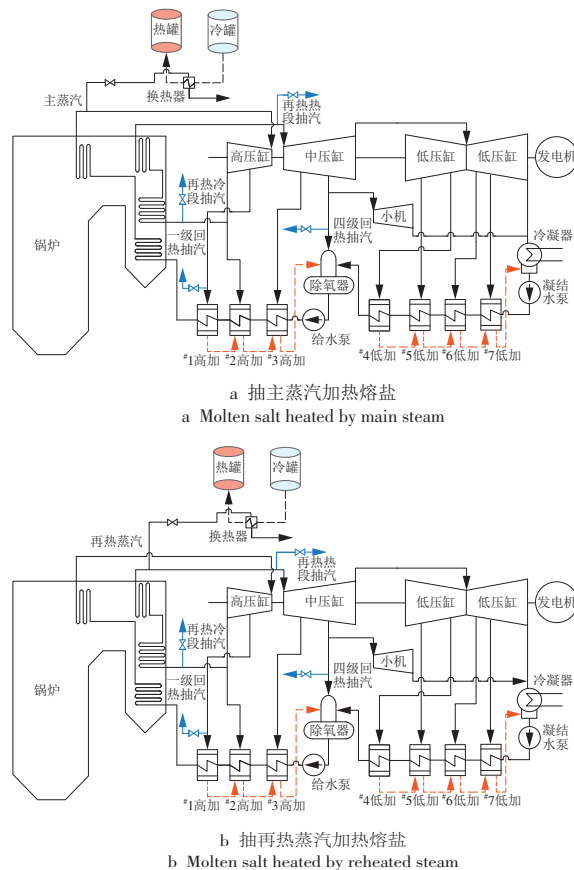 热罐
冷罐
换热器
主蒸汽
再热热
段抽汽
高压缸
中压缸
低压缸
低压缸
发电机
再热冷
段抽汽
小机
锅炉
一级回
热抽汽
四级回
热抽汽
冷凝器
除氧器
凝结
水泵
给水泵
#1高加
#2高加
#3高加
#4低加
#5低加
#6低加
#7低加
a 抽主蒸汽加热熔盐
a Molten salt heated by main steam
热罐
冷罐
换热器
再热蒸汽
再热热
段抽汽
高压缸
中压缸
低压缸
低压缸
发电机
再热冷
段抽汽
小机
锅炉
一级回
热抽汽
四级回
热抽汽
冷凝器
除氧器
凝结
水泵
给水泵
#1高加
#2高加
#3高加
#4低加
#5低加
#6低加
#7低加
b 抽再热蒸汽加热熔盐
b Molten salt heated by reheated steam